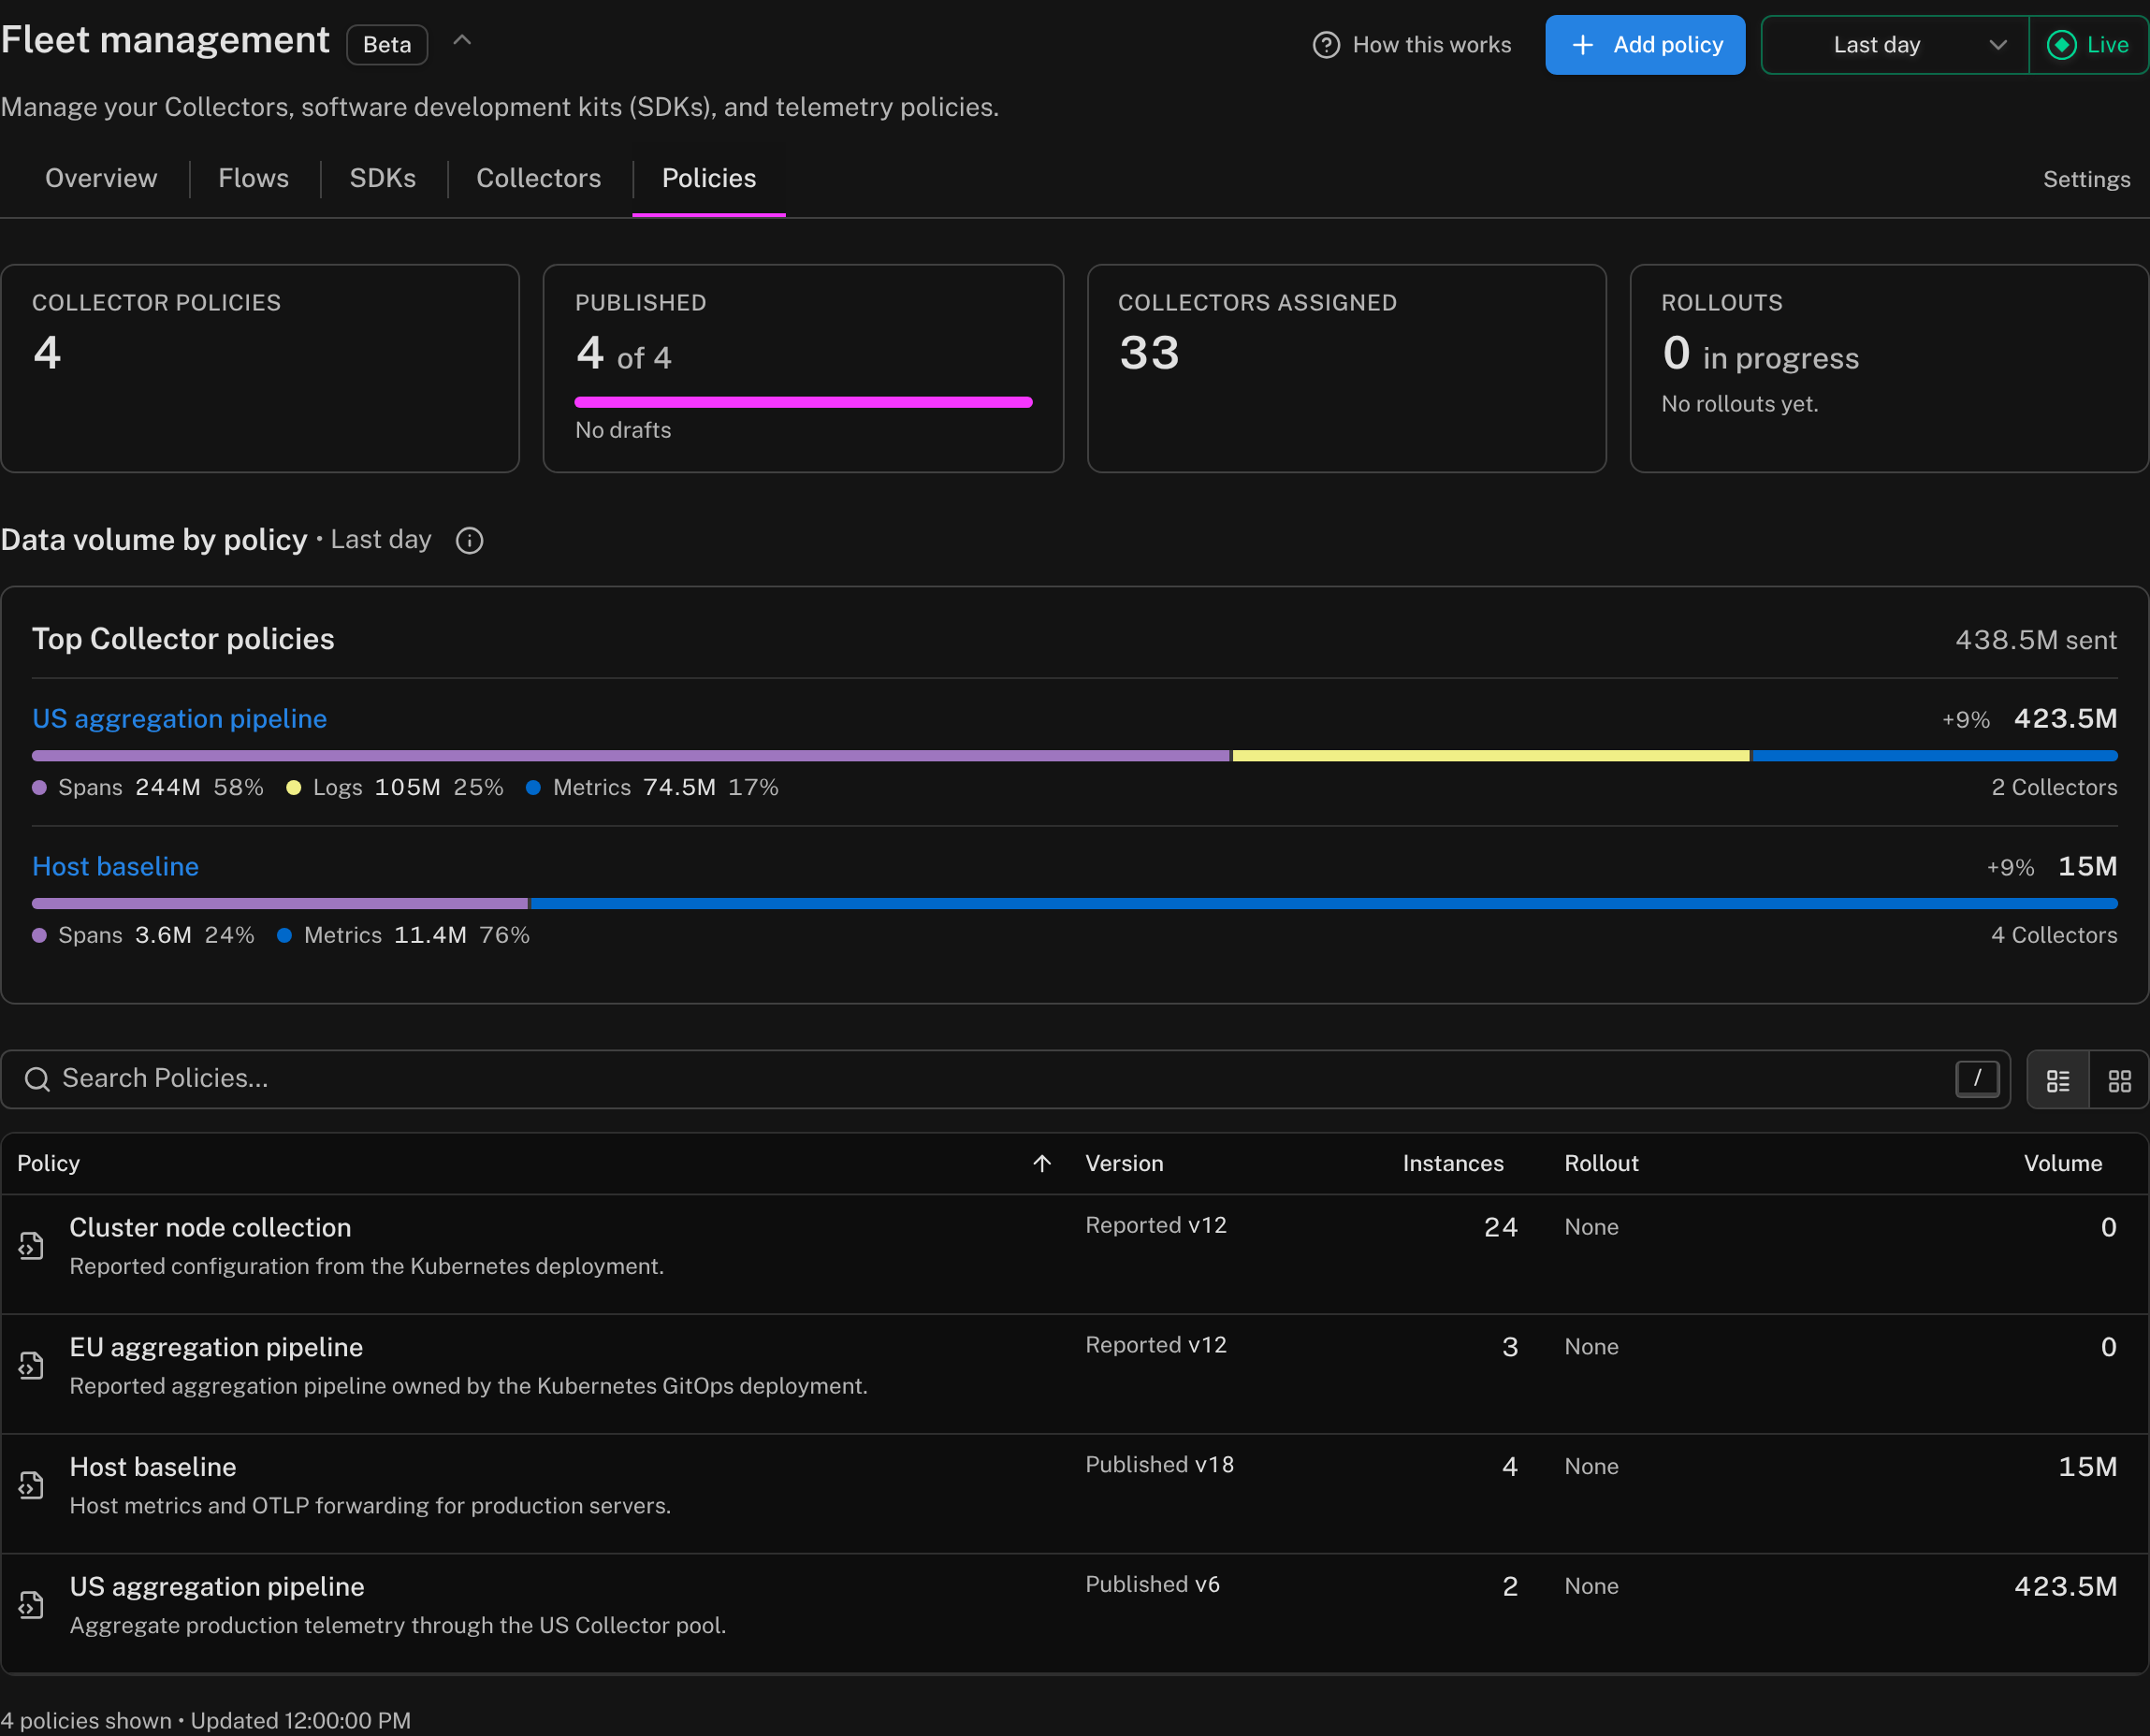 Fleet management Beta
How this works
+ Add policy
Last day
Live
Manage your Collectors, software development kits (SDKs), and telemetry policies.
Overview
Flows
SDKs
Collectors
Policies
Settings
COLLECTOR POLICIES
4
PUBLISHED
4 of 4
No drafts
COLLECTORS ASSIGNED
33
ROLLOUTS
0 in progress
No rollouts yet.
Data volume by policy • Last day
Top Collector policies
438.5M sent
US aggregation pipeline
+9% 423.5M
Spans 244M 58% Logs 105M 25% Metrics 74.5M 17%
2 Collectors
Host baseline
+9% 15M
Spans 3.6M 24% Metrics 11.4M 76%
4 Collectors
Search Policies...
/
Policy Version Instances Rollout Volume
Cluster node collection
Reported v12 24 None 0
Reported configuration from the Kubernetes deployment.
EU aggregation pipeline
Reported v12 3 None 0
Reported aggregation pipeline owned by the Kubernetes GitOps deployment.
Host baseline
Published v18 4 None 15M
Host metrics and OTLP forwarding for production servers.
US aggregation pipeline
Published v6 2 None 423.5M
Aggregate production telemetry through the US Collector pool.
4 policies shown • Updated 12:00:00 PM